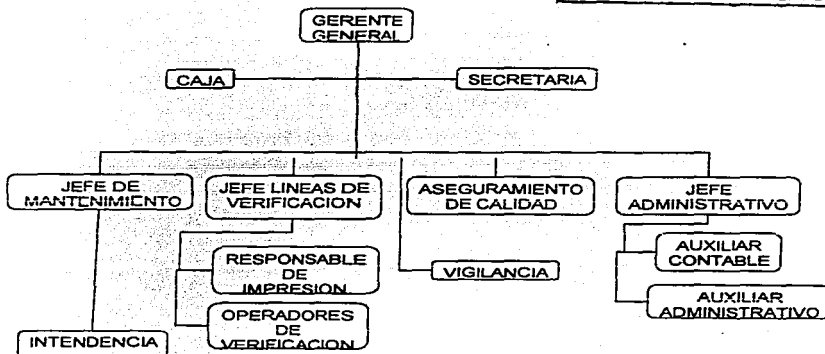 GERENTE
GENERAL
CAJA
SECRETARIA
JEFE DE
MANTENIMIENTO
JEFE LINEAS DE
VERIFICACION
ASEGURAMIENTO
DE CALIDAD
JEFE
ADMINISTRATIVO
RESPONSABLE
DE
IMPRESION
VIGILANCIA
AUXILIAR
CONTABLE
OPERADORES
DE
VERIFICACION
AUXILIAR
ADMINISTRATIVO
INTENDENCIA